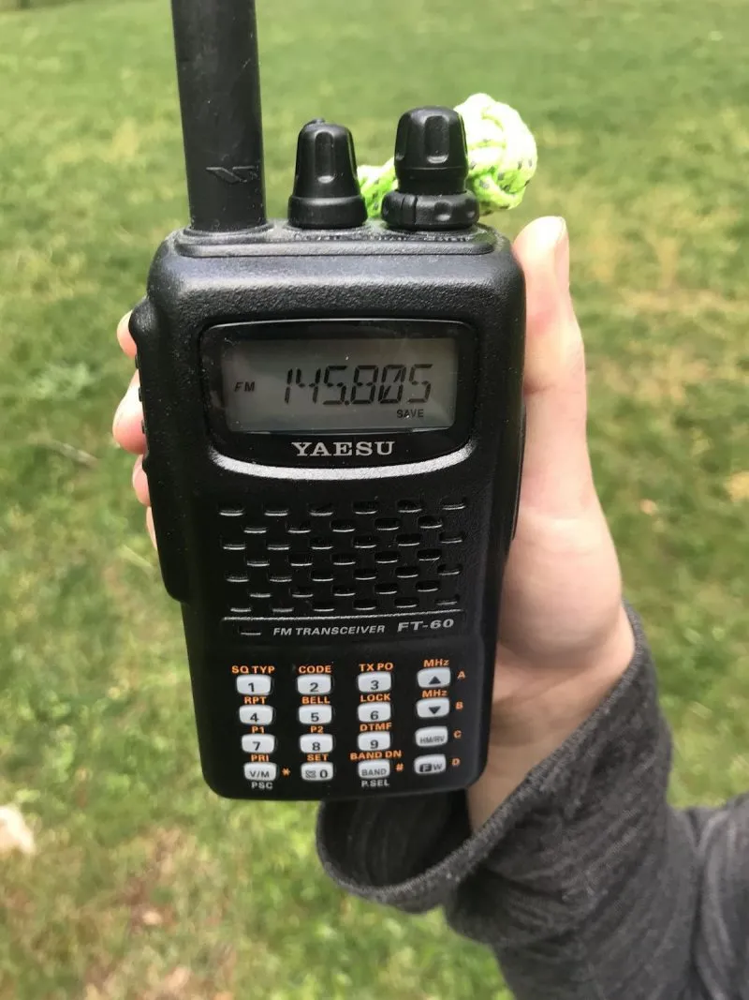 FM 145.805
SAVE
YAESU
FM TRANSCEIVER FT-60
SQ TYP CODE TX PO MHz
1 2 3 ▲ A
RPT BELL LOCK MHz
4 5 6 ▼ B
P1 P2 DTMF
7 8 9 HM/RV C
PRI SET BAND DN
V/M * 0 BAND # F W D
PSC P.SEL